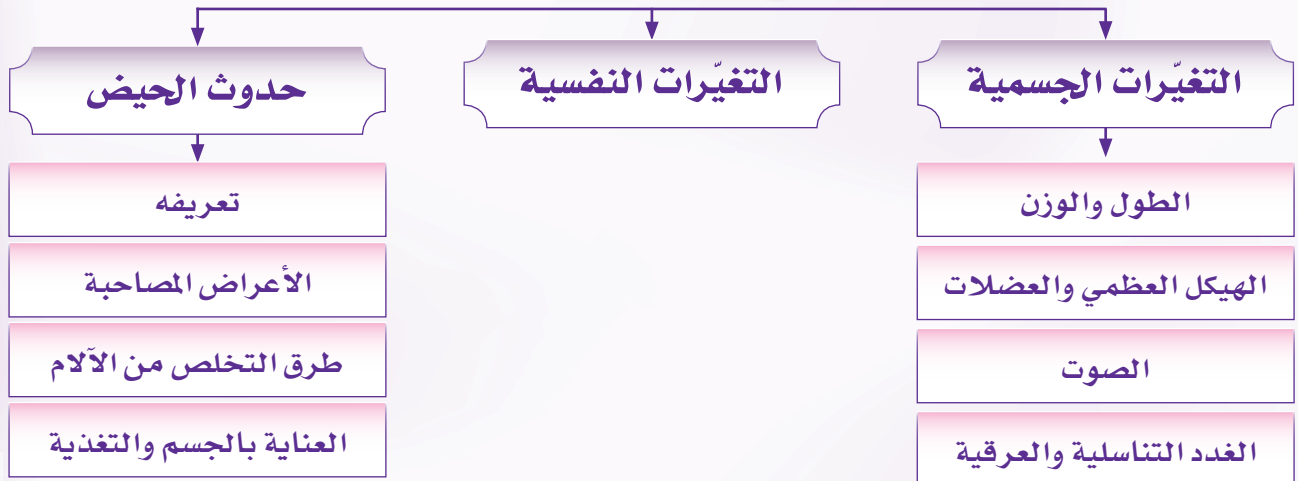 التغيّرات الجسمية
التغيّرات النفسية
حدوث الحيض
الطول والوزن
الهيكل العظمي والعضلات
الصوت
الغدد التناسلية والعرقية
تعريفه
الأعراض المصاحبة
طرق التخلص من الآلام
العناية بالجسم والتغذية